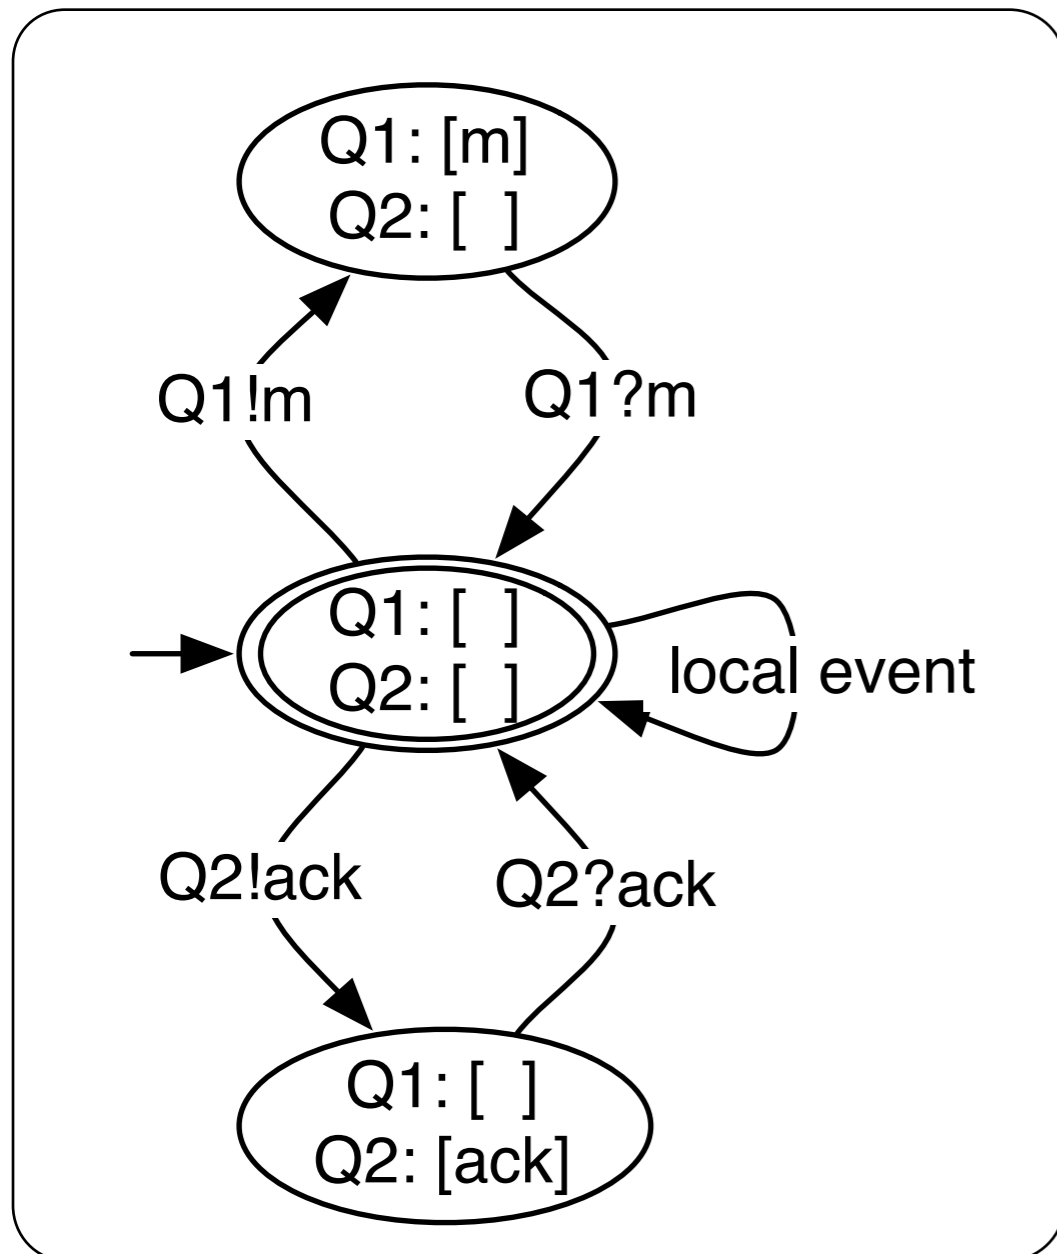 Q1: [m]
Q2: [  ]
Q1!m
Q1?m
Q1: [  ]
Q2: [  ]
local event
Q2!ack
Q2?ack
Q1: [  ]
Q2: [ack]